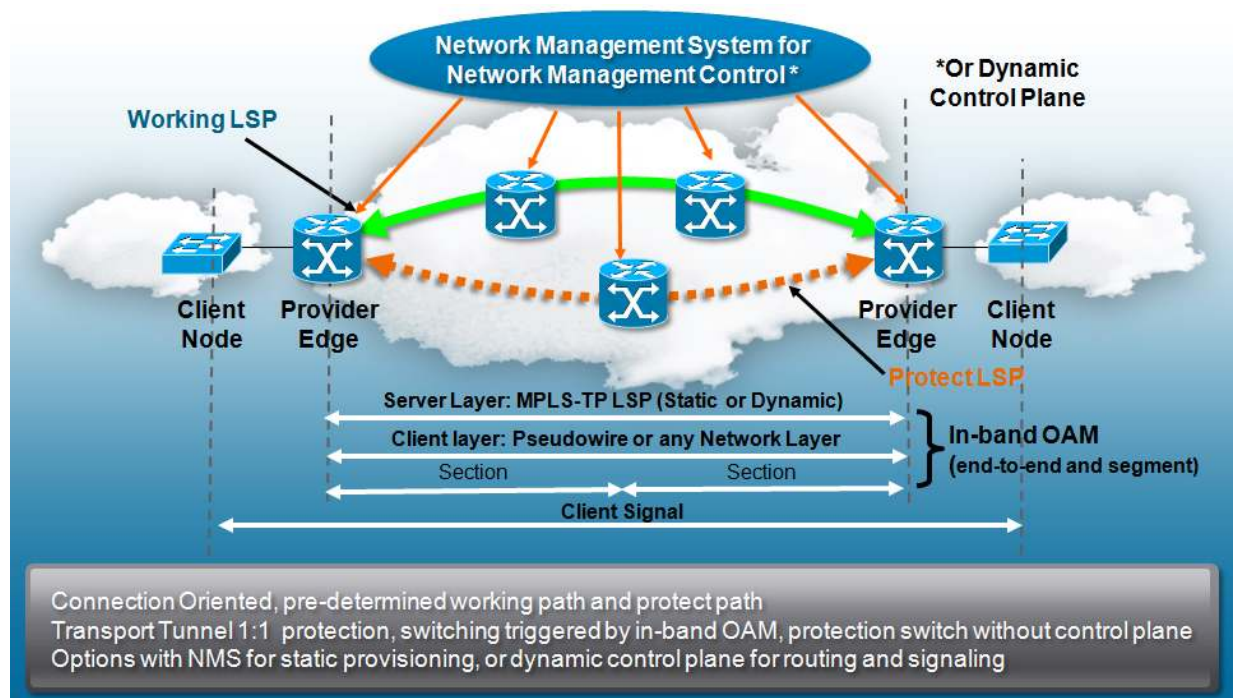 Network Management System for
Network Management Control *
*Or Dynamic
Control Plane
Working LSP
Client
Node
Provider
Edge
Provider
Edge
Client
Node
Protect LSP
Server Layer: MPLS-TP LSP (Static or Dynamic)
Client layer: Pseudowire or any Network Layer
In-band OAM
(end-to-end and segment)
Section
Section
Client Signal
Connection Oriented, pre-determined working path and protect path
Transport Tunnel 1:1 protection, switching triggered by in-band OAM, protection switch without control plane
Options with NMS for static provisioning, or dynamic control plane for routing and signaling